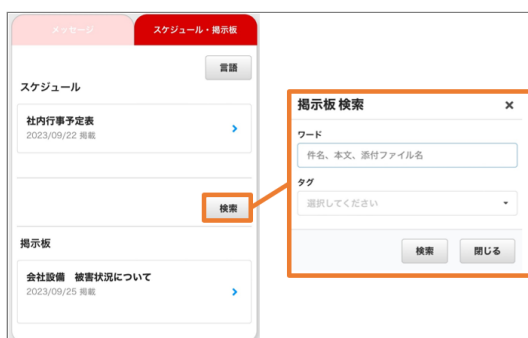 メッセージ
スケジュール・掲示板
言語
スケジュール
社内行事予定表
2023/09/22 掲載
検索
掲示板
会社設備 被害状況について
2023/09/25 掲載
掲示板 検索
×
ワード
件名、本文、添付ファイル名
タグ
選択してください
検索 閉じる